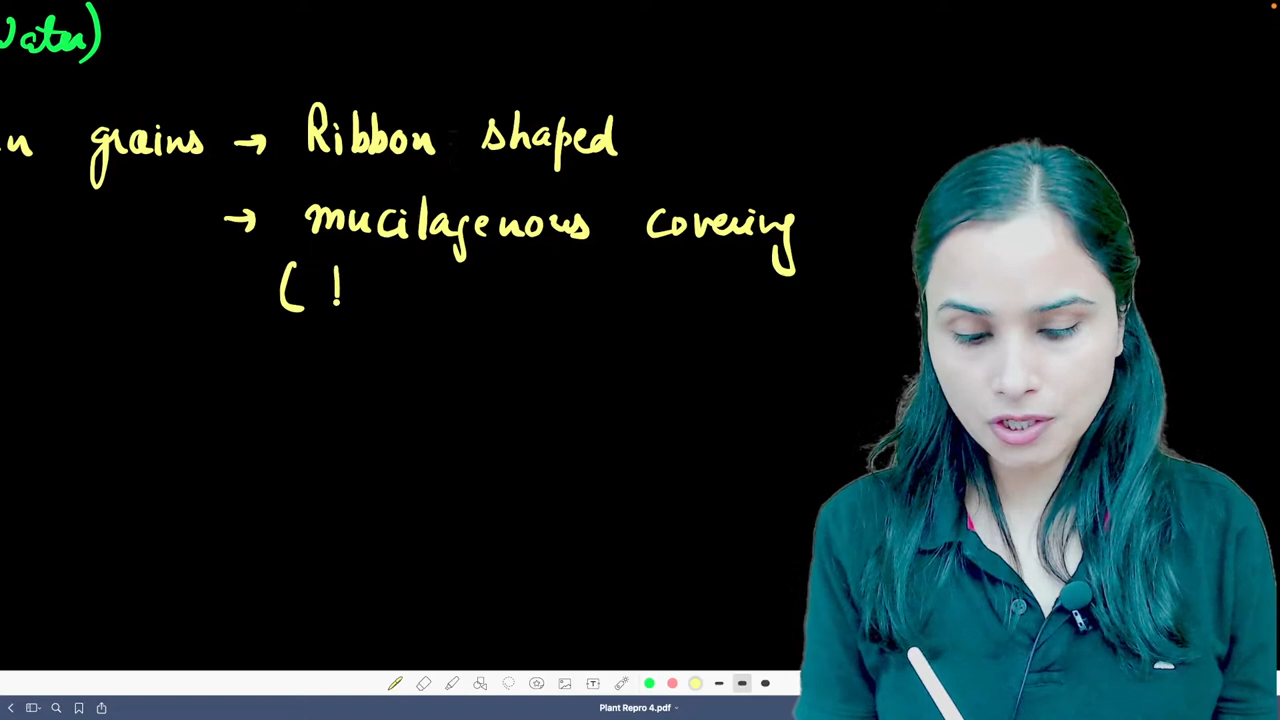 Water)
n grains → Ribbon shaped
→ mucilagenous covering
( !
Plant Repro 4.pdf